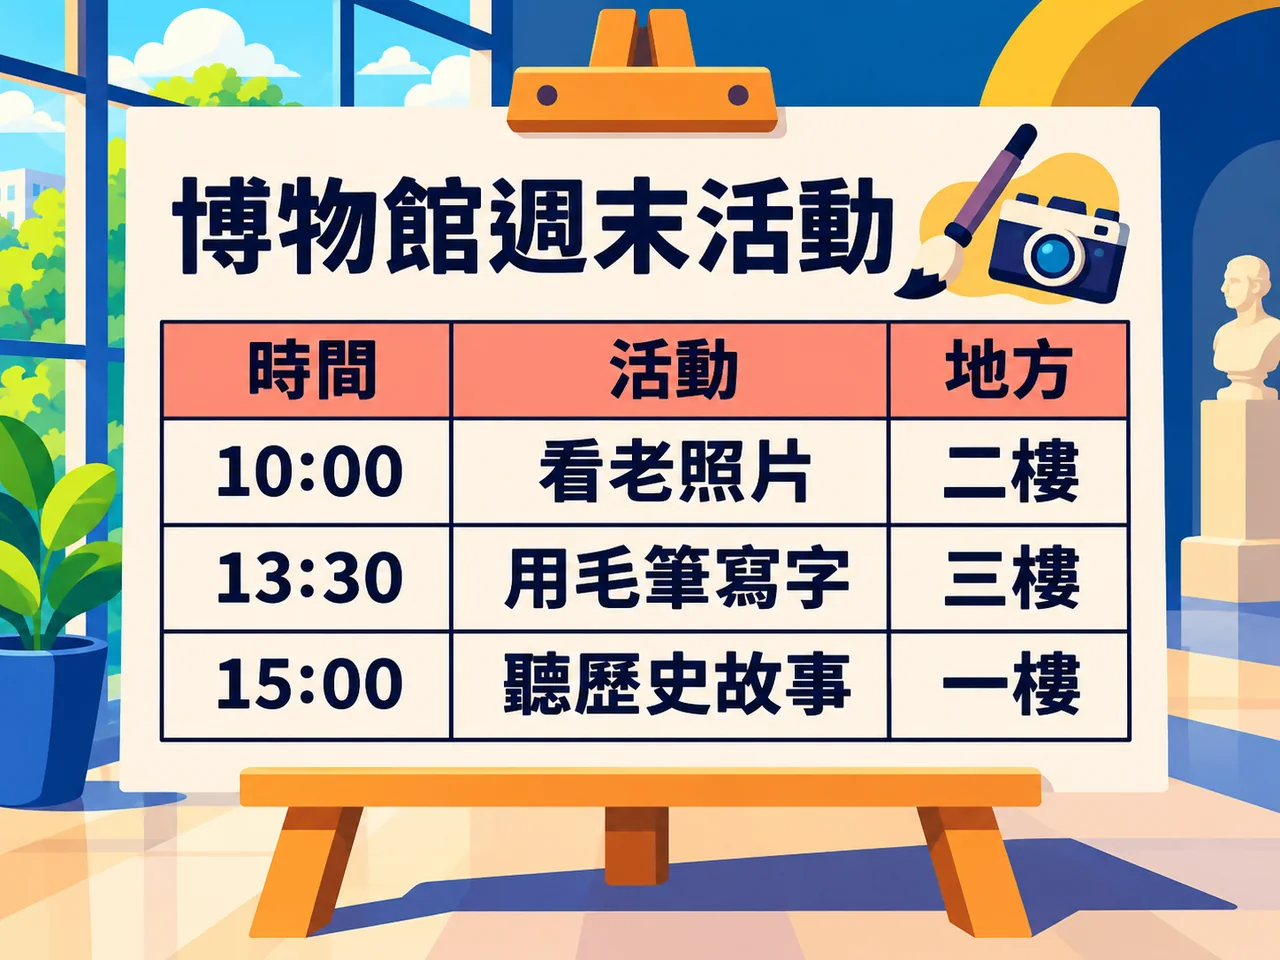 博物館週末活動
時間 活動 地方
10:00 看老照片 二樓
13:30 用毛筆寫字 三樓
15:00 聽歷史故事 一樓